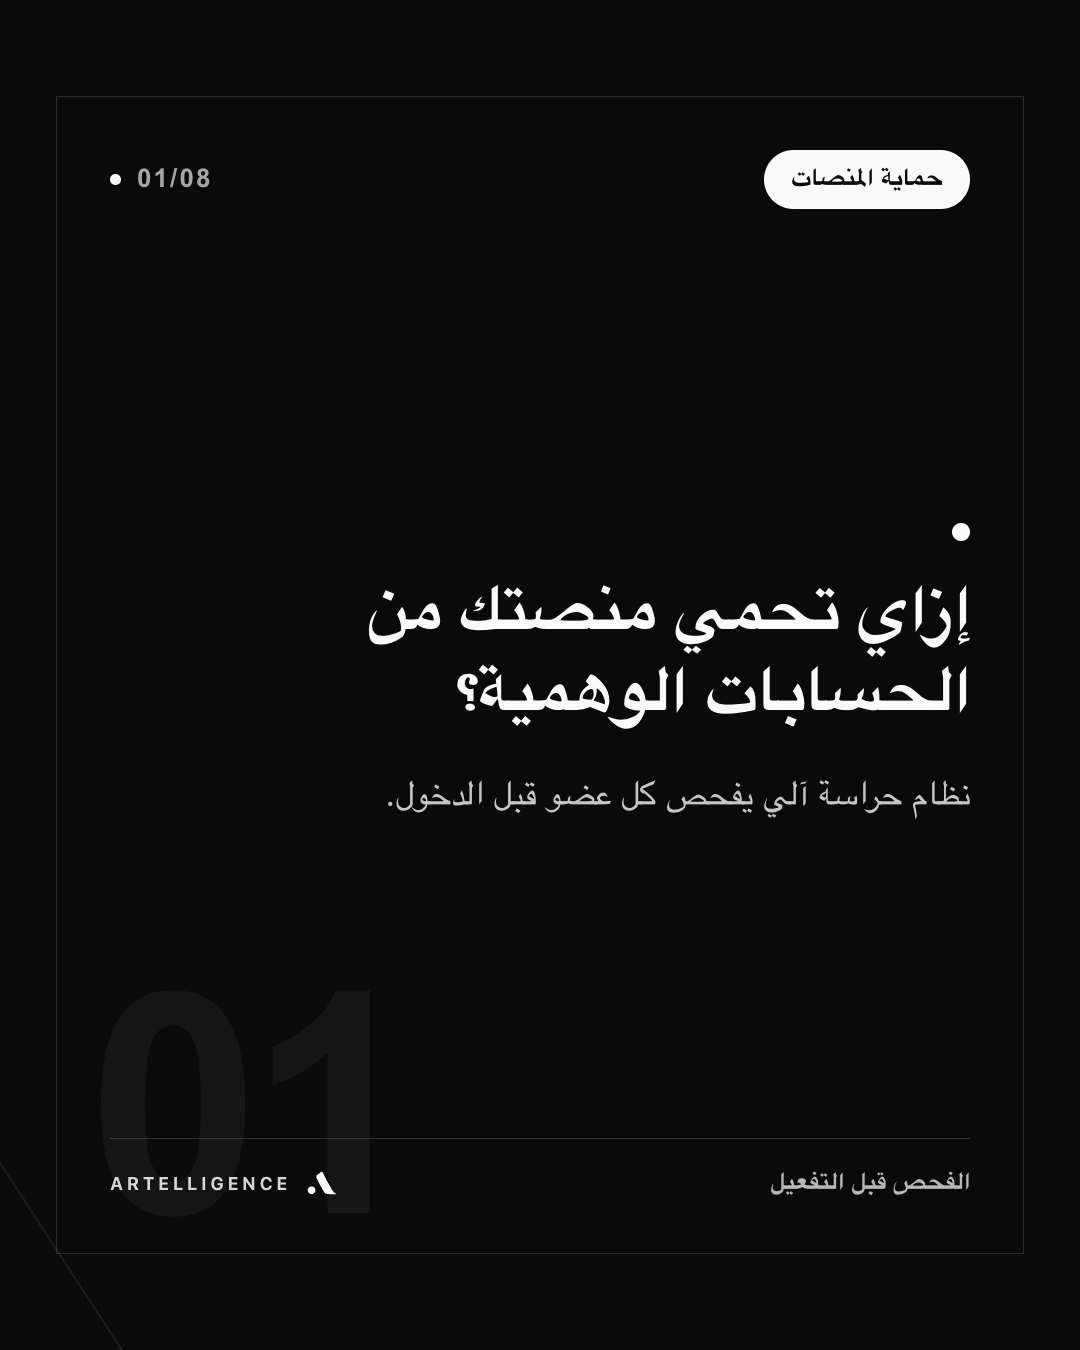 حماية المنصات
01/08
إزاي تحمي منصتك من
الحسابات الوهمية؟
نظام حراسة آلي يفحص كل عضو قبل الدخول.
01
الفحص قبل التفعيل
ARTELLIGENCE